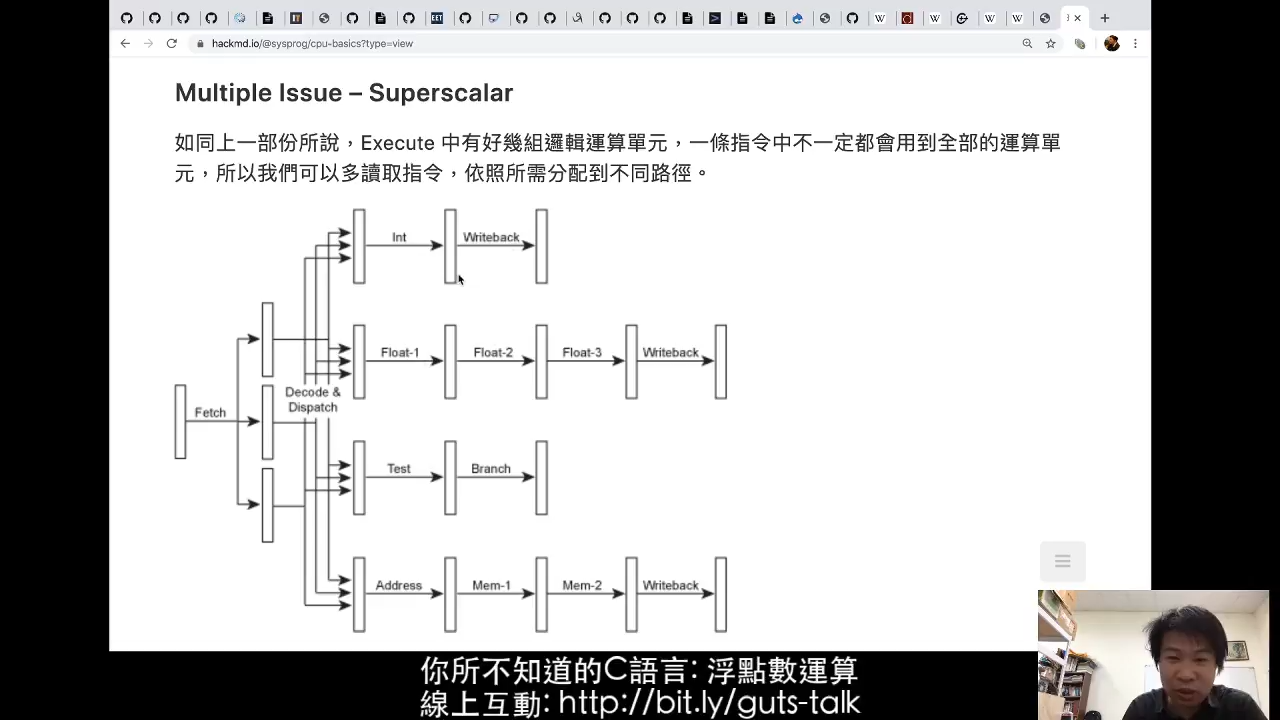 EET
hackmd.io/@sysprog/cpu-basics?type=view
Multiple Issue – Superscalar
如同上一部份所說，Execute 中有好幾組邏輯運算單元，一條指令中不一定都會用到全部的運算單
元，所以我們可以多讀取指令，依照所需分配到不同路徑。
Int
Writeback
Float-1
Float-2
Float-3
Writeback
Fetch
Decode &
Dispatch
Test
Branch
Address
Mem-1
Mem-2
Writeback
你所不知道的C語言: 浮點數運算
線上互動: http://bit.ly/guts-talk